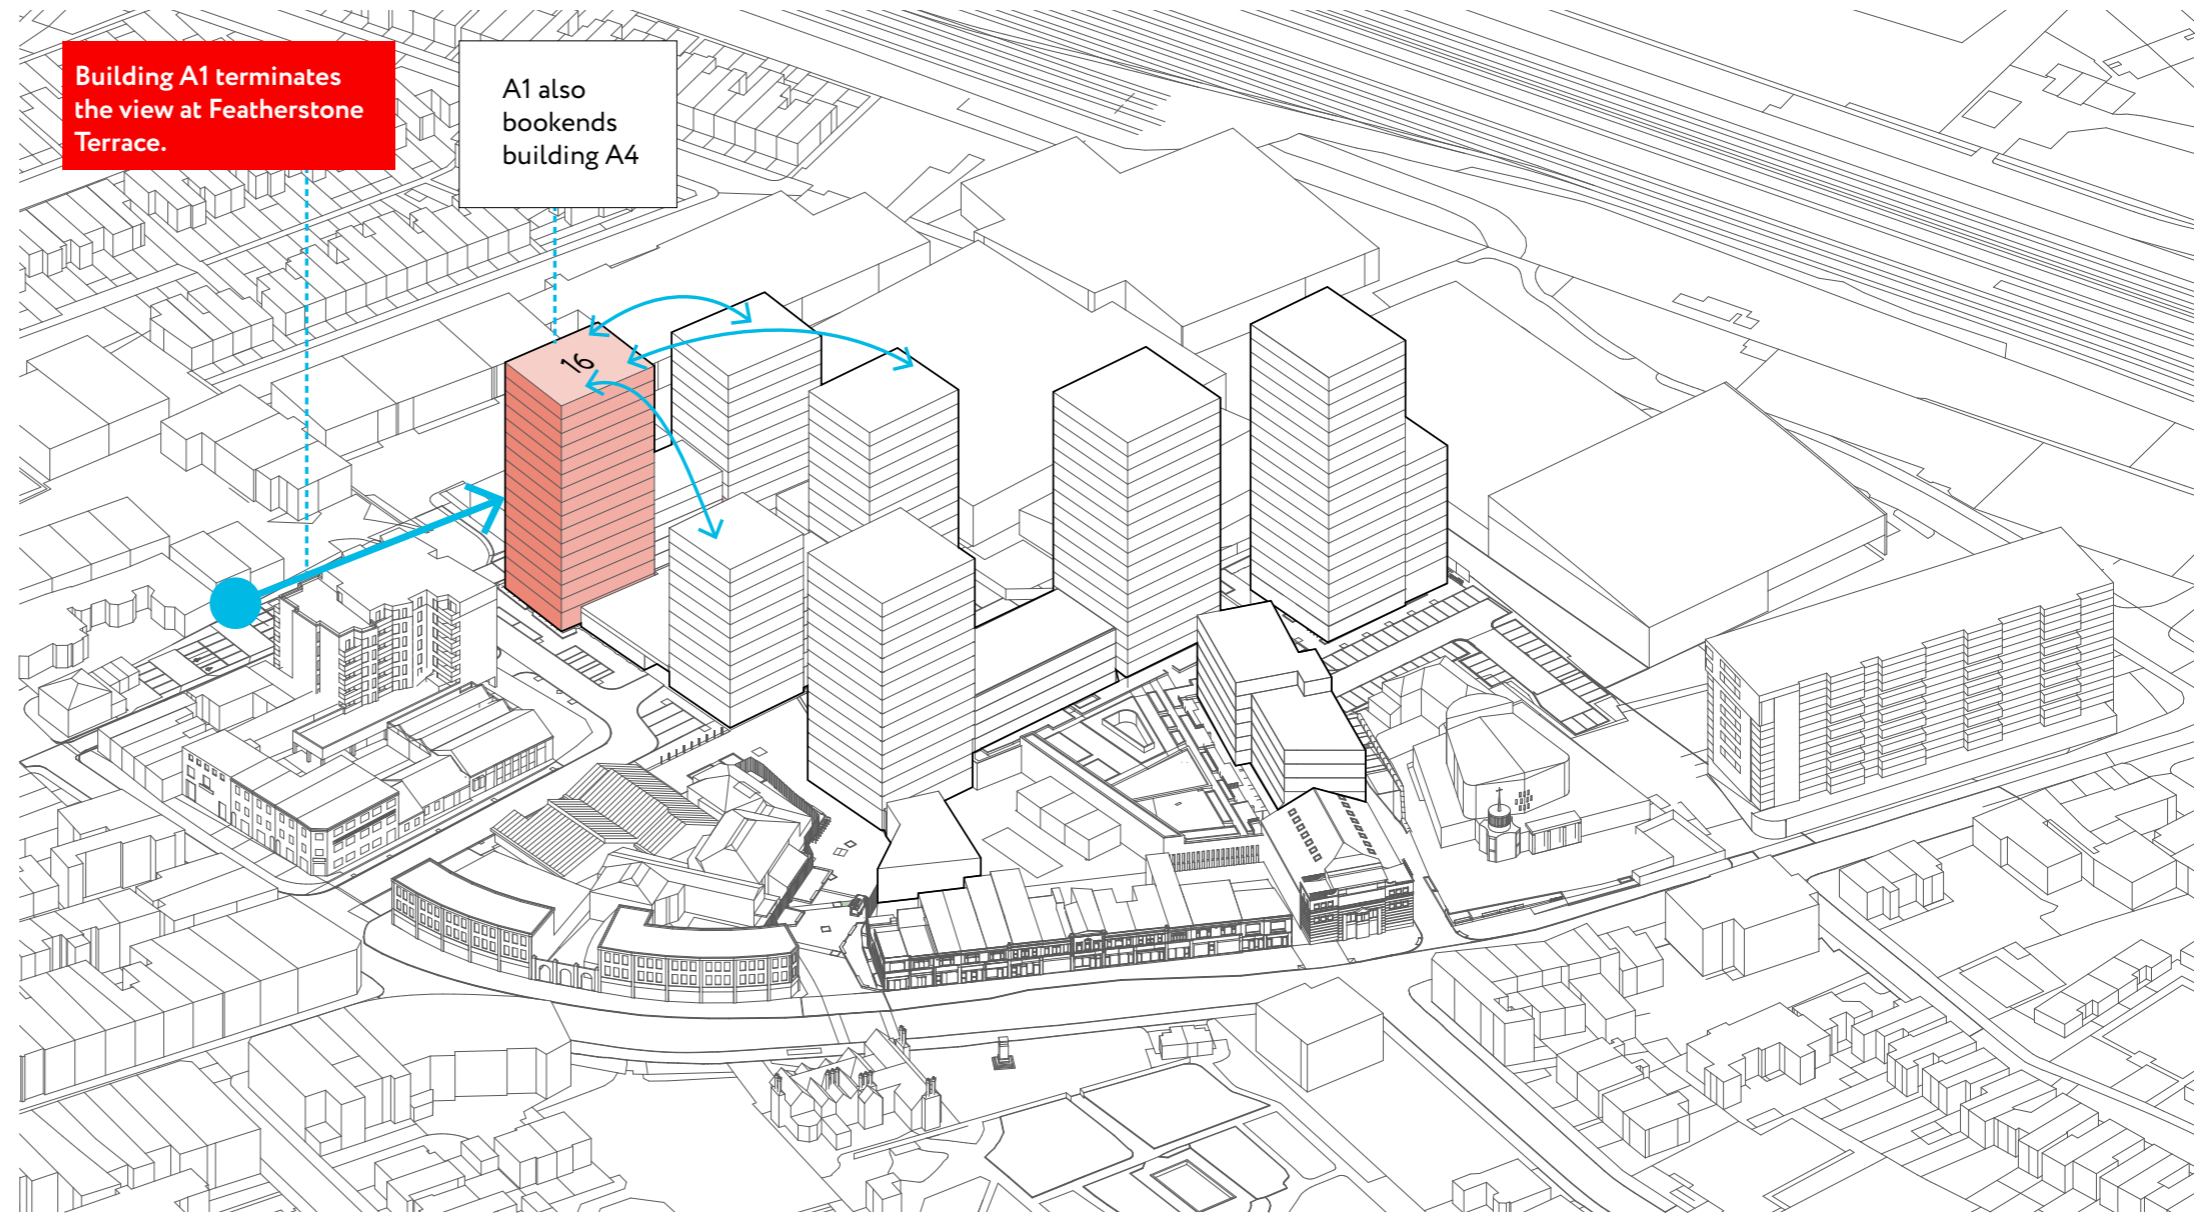 Building A1 terminates
the view at Featherstone
Terrace.
A1 also
bookends
building A4
16